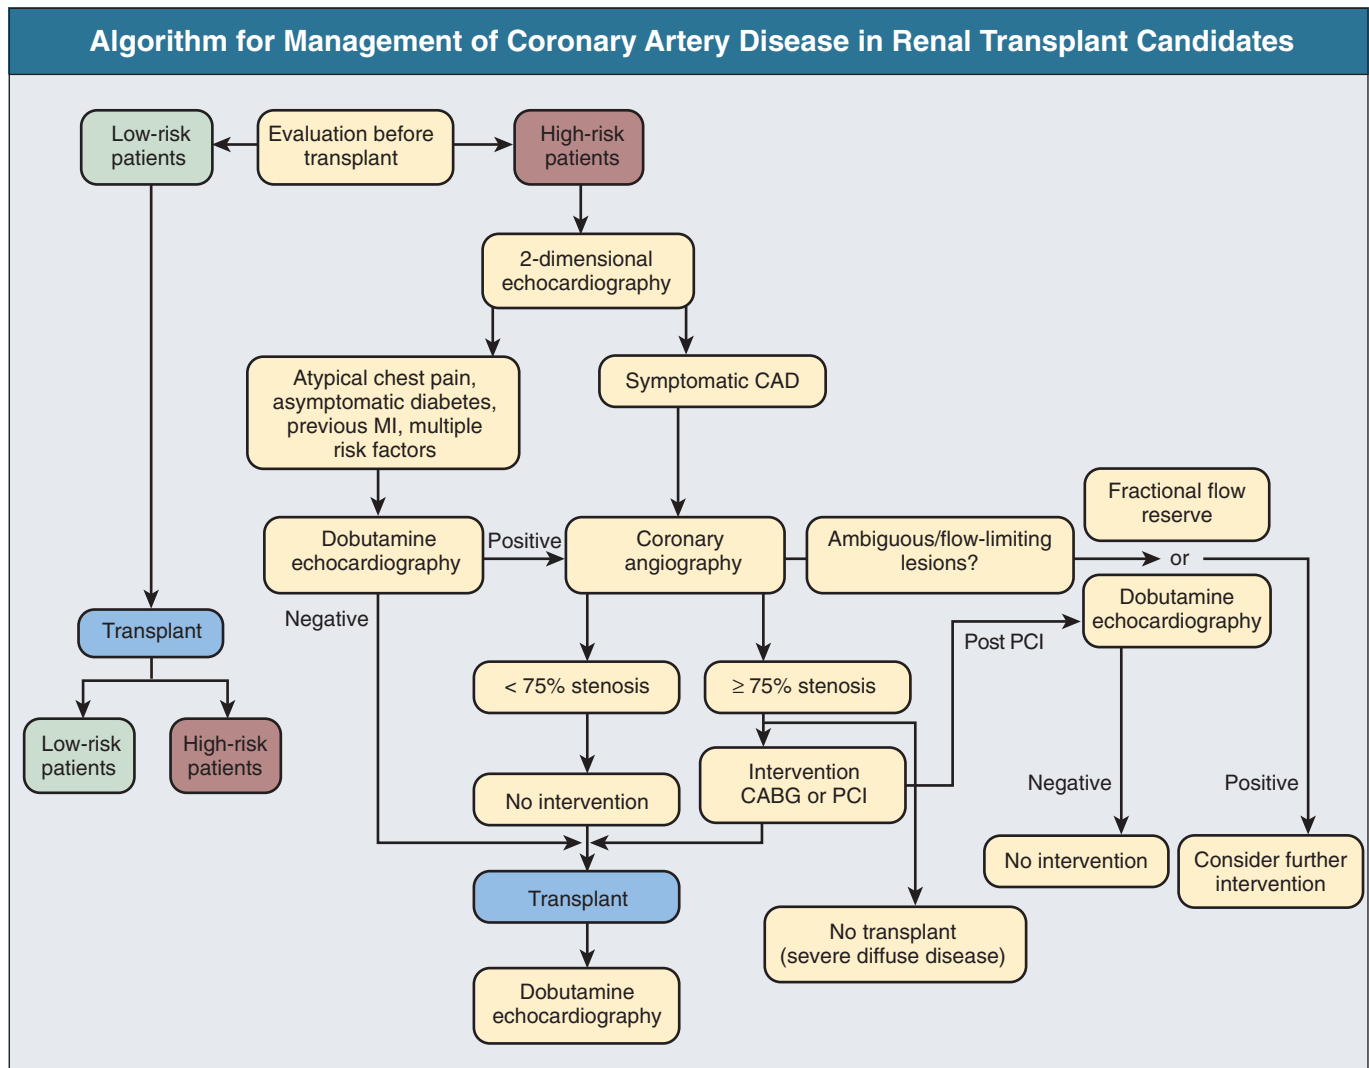 Algorithm for Management of Coronary Artery Disease in Renal Transplant Candidates
Low-risk
patients
Evaluation before
transplant
High-risk
patients
2-dimensional
echocardiography
Atypical chest pain,
asymptomatic diabetes,
previous MI, multiple
risk factors
Symptomatic CAD
Dobutamine
echocardiography
Positive
Coronary
angiography
Ambiguous/flow-limiting
lesions?
Fractional flow
reserve
or
Dobutamine
echocardiography
Negative
Transplant
Low-risk
patients
High-risk
patients
< 75% stenosis
≥ 75% stenosis
Post PCI
No intervention
Intervention
CABG or PCI
Negative
Positive
No intervention
Consider further
intervention
Transplant
No transplant
(severe diffuse disease)
Dobutamine
echocardiography